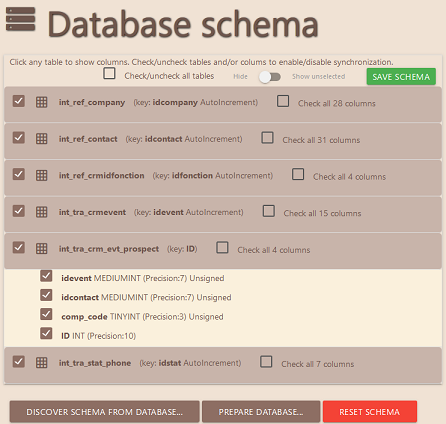 Database schema
Click any table to show columns. Check/uncheck tables and/or colums to enable/disable synchronization.
Check/uncheck all tables Hide Show unselected SAVE SCHEMA
int_ref_company (key: idcompany AutoIncrement) Check all 28 columns
int_ref_contact (key: idcontact AutoIncrement) Check all 31 columns
int_ref_crmidfonction (key: idfonction AutoIncrement) Check all 4 columns
int_tra_crmevent (key: idevent AutoIncrement) Check all 15 columns
int_tra_crm_evt_prospect (key: ID) Check all 4 columns
idevent MEDIUMINT (Precision:7) Unsigned
idcontact MEDIUMINT (Precision:7) Unsigned
comp_code TINYINT (Precision:3) Unsigned
ID INT (Precision:10)
int_tra_stat_phone (key: idstat AutoIncrement) Check all 7 columns
DISCOVER SCHEMA FROM DATABASE... PREPARE DATABASE... RESET SCHEMA